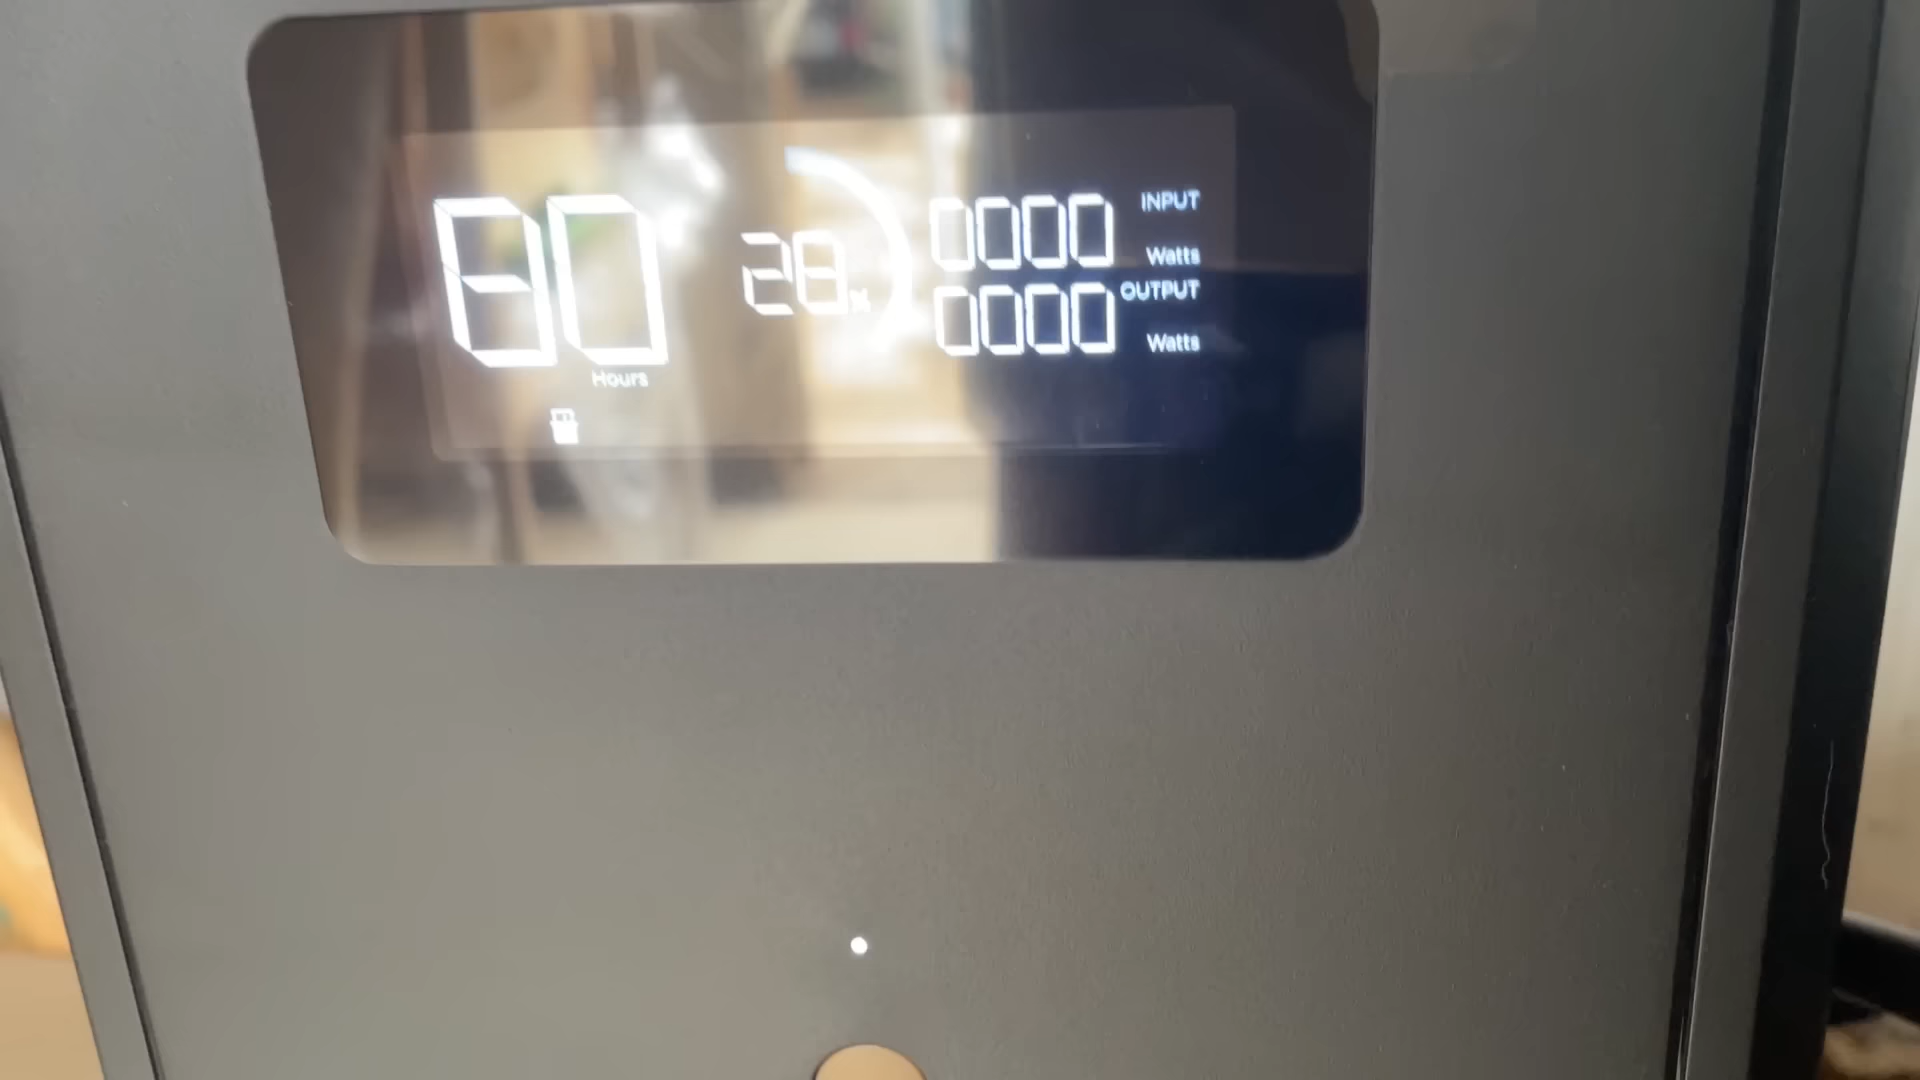 80
Hours
28%
0000
INPUT
Watts
0000
OUTPUT
Watts